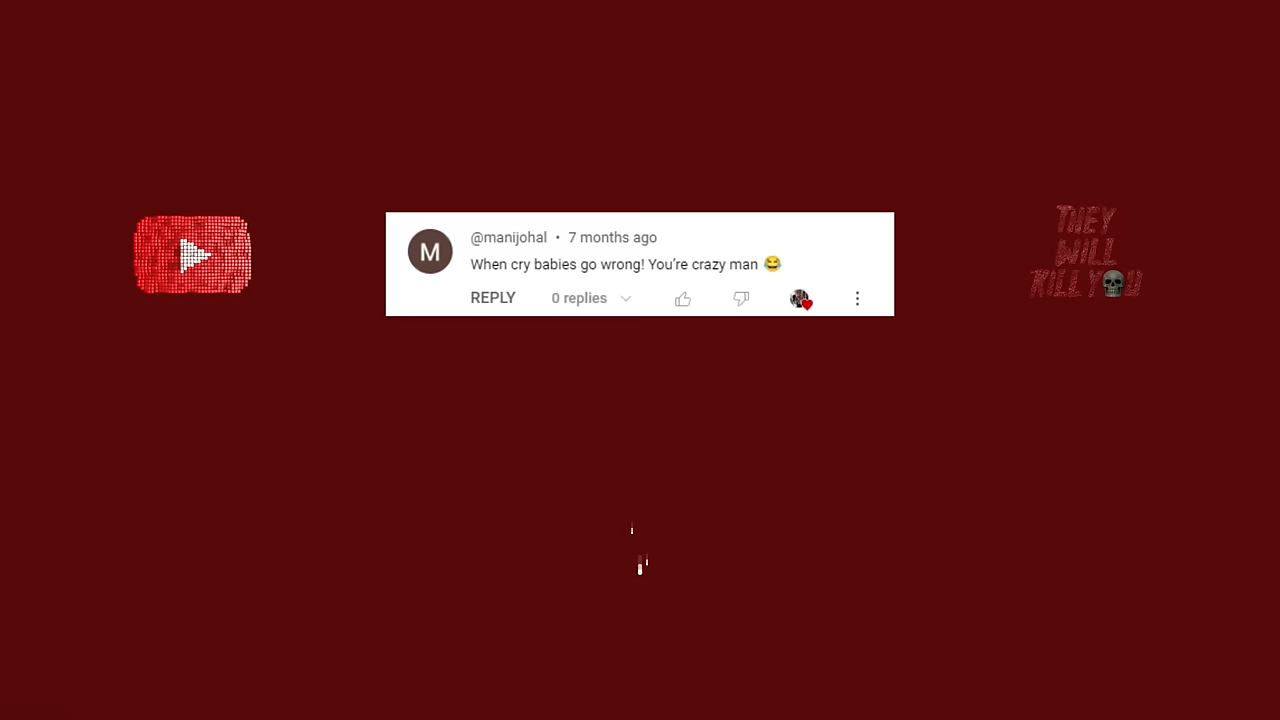 @manijohal • 7 months ago
M
When cry babies go wrong! You're crazy man 😂
REPLY 0 replies
THEY
WILL
KILL Y💀U